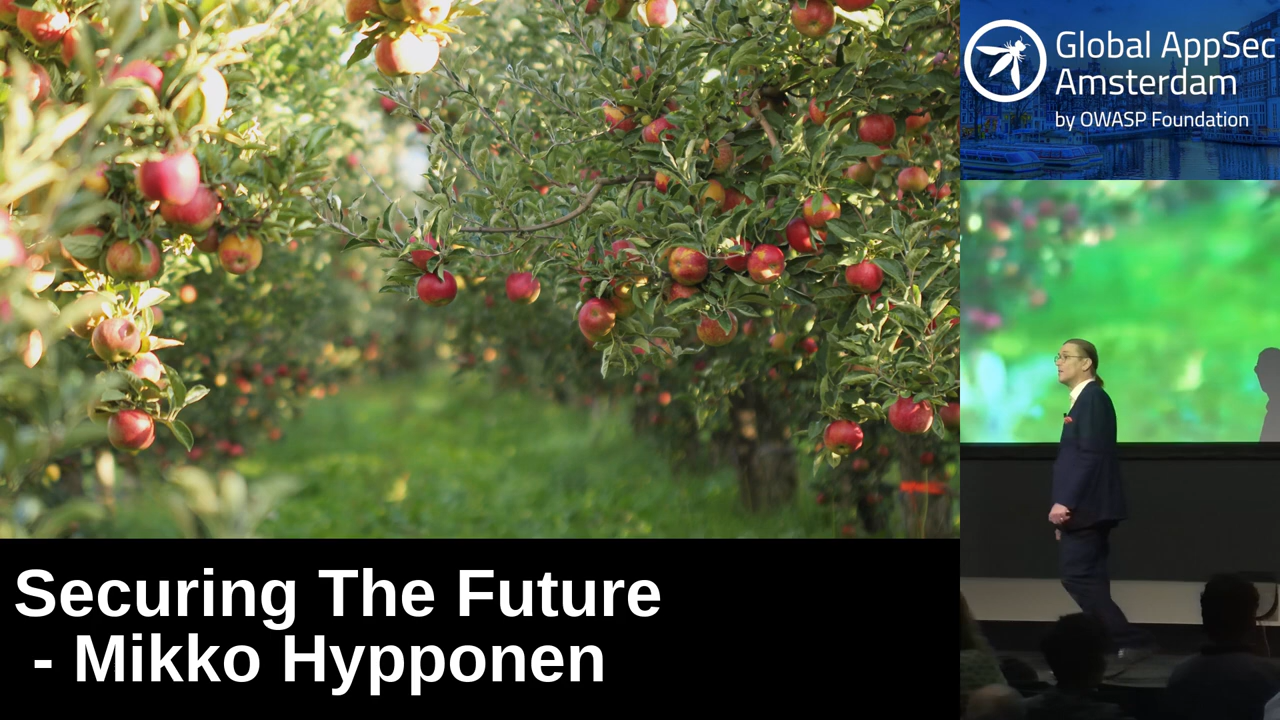 Global AppSec
Amsterdam
by OWASP Foundation
Securing The Future
- Mikko Hypponen